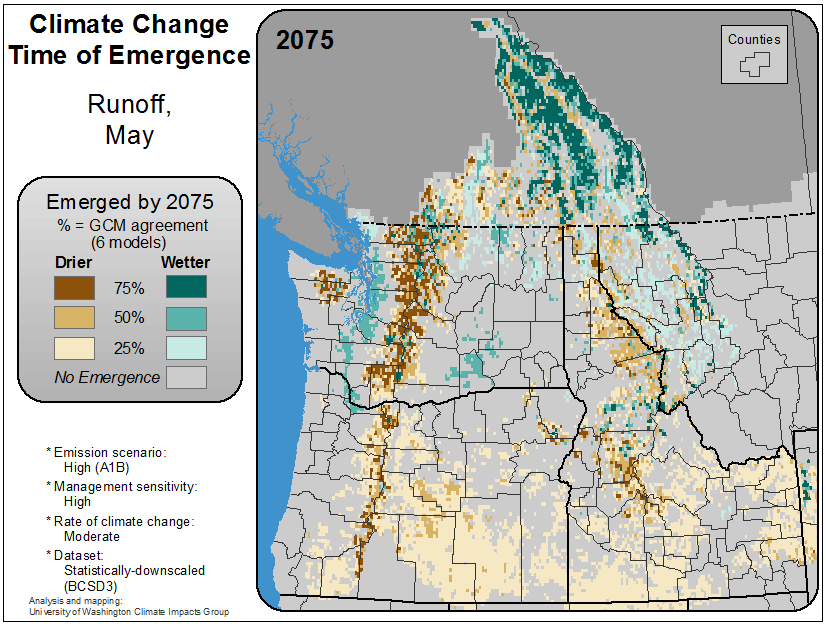 Climate Change
Time of Emergence
Runoff,
May
Emerged by 2075
% = GCM agreement
(6 models)
Drier Wetter
75%
50%
25%
No Emergence
* Emission scenario:
High (A1B)
* Management sensitivity:
High
* Rate of climate change:
Moderate
* Dataset:
Statistically-downscaled
(BCSD3)
Analysis and mapping:
University of Washington Climate Impacts Group
2075
Counties